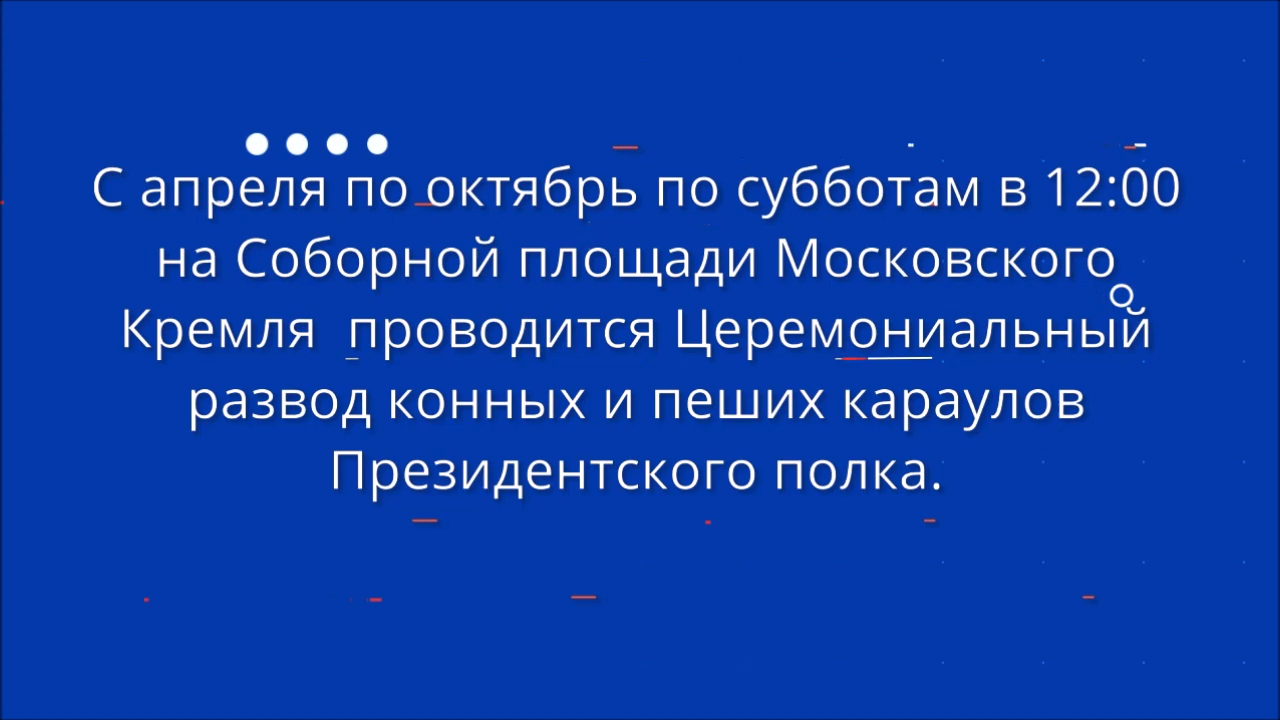 С апреля по октябрь по субботам в 12:00
на Соборной площади Московского
Кремля проводится Церемониальный
развод конных и пеших караулов
Президентского полка.